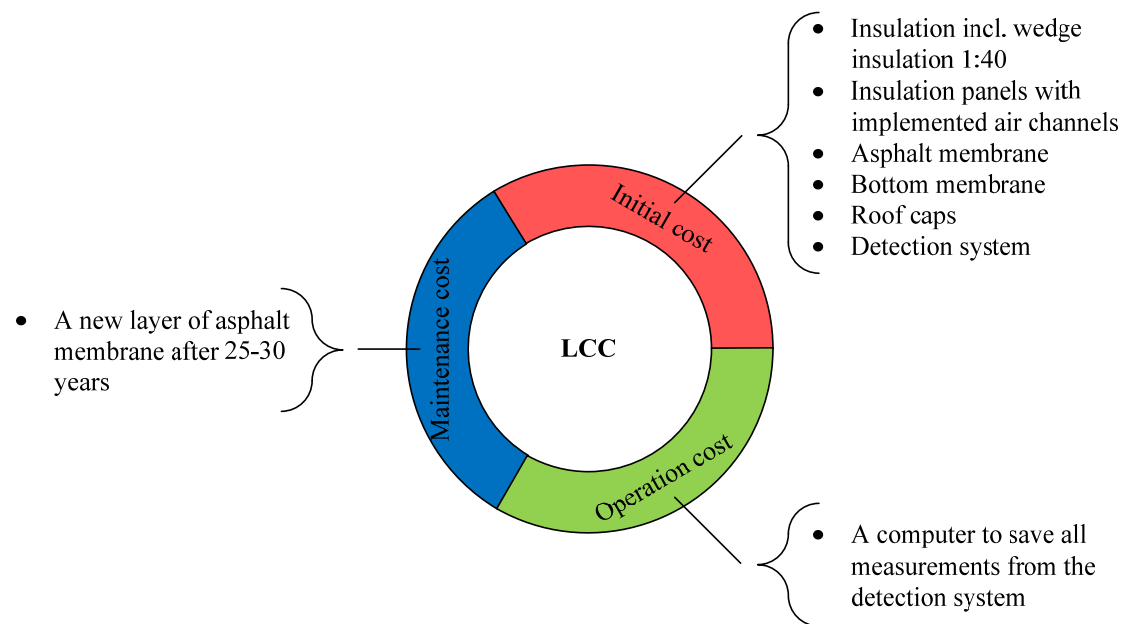 • Insulation incl. wedge
insulation 1:40
• Insulation panels with
implemented air channels
• Asphalt membrane
• Bottom membrane
• Roof caps
• Detection system
Initial cost
Maintenance cost
• A new layer of asphalt
membrane after 25-30
years
LCC
Operation cost
• A computer to save all
measurements from the
detection system